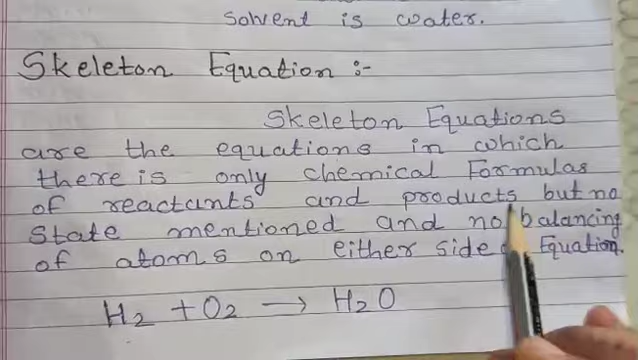 Solvent is water.
Skeleton Equation :-
Skeleton Equations
are the equations in which
there is only chemical Formulas
of reactants and products but no
State mentioned and no balancing
of atoms on either side Equation.
H₂ + O₂ → H₂O